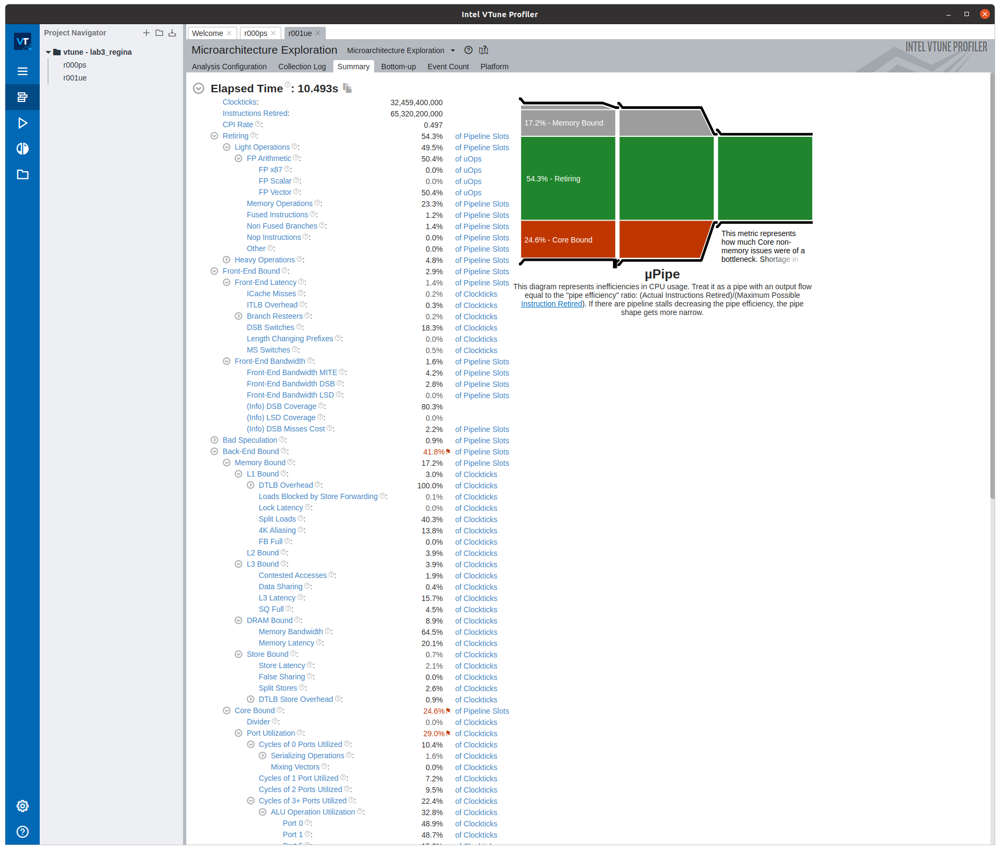 Intel VTune Profiler
VT
Project Navigator
vtune - lab3_regina
r000ps
r001ue
Welcome
r000ps
r001ue
Microarchitecture Exploration
Microarchitecture Exploration
INTEL VTUNE PROFILER
Analysis Configuration
Collection Log
Summary
Bottom-up
Event Count
Platform
Elapsed Time: 10.493s
Clockticks: 32,459,400,000
Instructions Retired: 65,320,200,000
CPI Rate: 0.497
Retiring: 54.3% of Pipeline Slots
Light Operations: 49.5% of Pipeline Slots
FP Arithmetic: 50.4% of uOps
FP x87: 0.0% of uOps
FP Scalar: 0.0% of uOps
FP Vector: 50.4% of uOps
Memory Operations: 23.3% of Pipeline Slots
Fused Instructions: 1.2% of Pipeline Slots
Non Fused Branches: 1.4% of Pipeline Slots
Nop Instructions: 0.0% of Pipeline Slots
Other: 0.0% of Pipeline Slots
Heavy Operations: 4.8% of Pipeline Slots
Front-End Bound: 2.9% of Pipeline Slots
Front-End Latency: 1.4% of Pipeline Slots
ICache Misses: 0.2% of Clockticks
ITLB Overhead: 0.3% of Clockticks
Branch Resteers: 0.2% of Clockticks
DSB Switches: 18.3% of Clockticks
Length Changing Prefixes: 0.0% of Clockticks
MS Switches: 0.5% of Clockticks
Front-End Bandwidth: 1.6% of Pipeline Slots
Front-End Bandwidth MITE: 4.2% of Pipeline Slots
Front-End Bandwidth DSB: 2.8% of Pipeline Slots
Front-End Bandwidth LSD: 0.0% of Pipeline Slots
(Info) DSB Coverage: 80.3%
(Info) LSD Coverage: 0.0%
(Info) DSB Misses Cost: 2.2% of Pipeline Slots
Bad Speculation: 0.9% of Pipeline Slots
Back-End Bound: 41.8% of Pipeline Slots
Memory Bound: 17.2% of Pipeline Slots
L1 Bound: 3.0% of Clockticks
DTLB Overhead: 100.0% of Clockticks
Loads Blocked by Store Forwarding: 0.1% of Clockticks
Lock Latency: 0.0% of Clockticks
Split Loads: 40.3% of Clockticks
4K Aliasing: 13.8% of Clockticks
FB Full: 0.0% of Clockticks
L2 Bound: 3.9% of Clockticks
L3 Bound: 3.9% of Clockticks
Contested Accesses: 1.9% of Clockticks
Data Sharing: 0.4% of Clockticks
L3 Latency: 15.7% of Clockticks
SQ Full: 4.5% of Clockticks
DRAM Bound: 8.9% of Clockticks
Memory Bandwidth: 64.5% of Clockticks
Memory Latency: 20.1% of Clockticks
Store Bound: 0.7% of Clockticks
Store Latency: 2.1% of Clockticks
False Sharing: 0.0% of Clockticks
Split Stores: 2.6% of Clockticks
DTLB Store Overhead: 0.9% of Clockticks
Core Bound: 24.6% of Pipeline Slots
Divider: 0.0% of Clockticks
Port Utilization: 29.0% of Clockticks
Cycles of 0 Ports Utilized: 10.4% of Clockticks
Serializing Operations: 1.6% of Clockticks
Mixing Vectors: 0.0% of Clockticks
Cycles of 1 Port Utilized: 7.2% of Clockticks
Cycles of 2 Ports Utilized: 9.5% of Clockticks
Cycles of 3+ Ports Utilized: 22.4% of Clockticks
ALU Operation Utilization: 32.8% of Clockticks
Port 0: 48.9% of Clockticks
Port 1: 48.7% of Clockticks
17.2% - Memory Bound
54.3% - Retiring
24.6% - Core Bound
This metric represents
how much Core non-
memory issues were of a
bottleneck. Shortage in
µPipe
This diagram represents inefficiencies in CPU usage. Treat it as a pipe with an output flow
equal to the "pipe efficiency" ratio: (Actual Instructions Retired)/(Maximum Possible
Instruction Retired). If there are pipeline stalls decreasing the pipe efficiency, the pipe
shape gets more narrow.